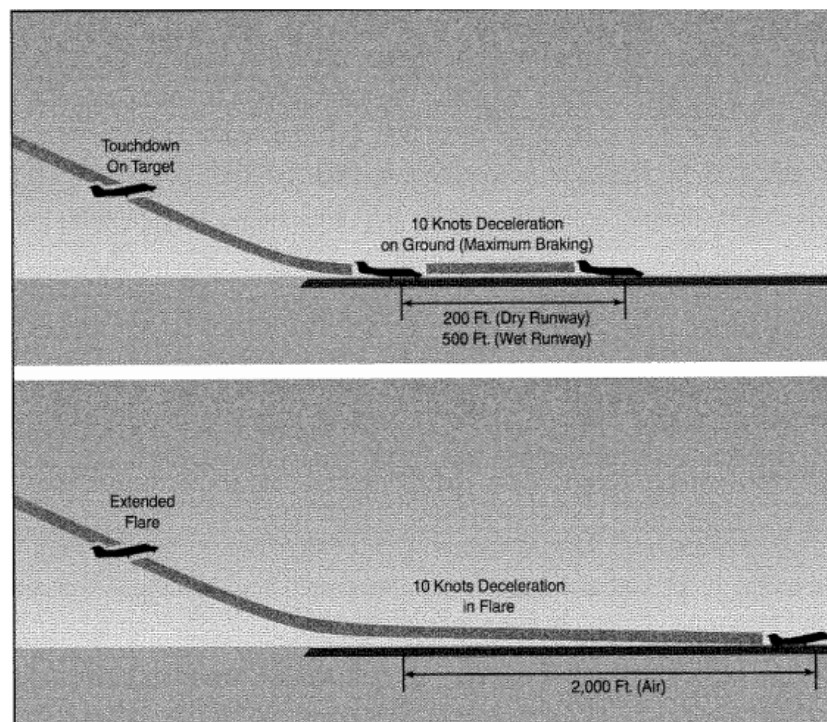 Touchdown
On Target
10 Knots Deceleration
on Ground (Maximum Braking)
200 Ft. (Dry Runway)
500 Ft. (Wet Runway)
Extended
Flare
10 Knots Deceleration
in Flare
2,000 Ft. (Air)